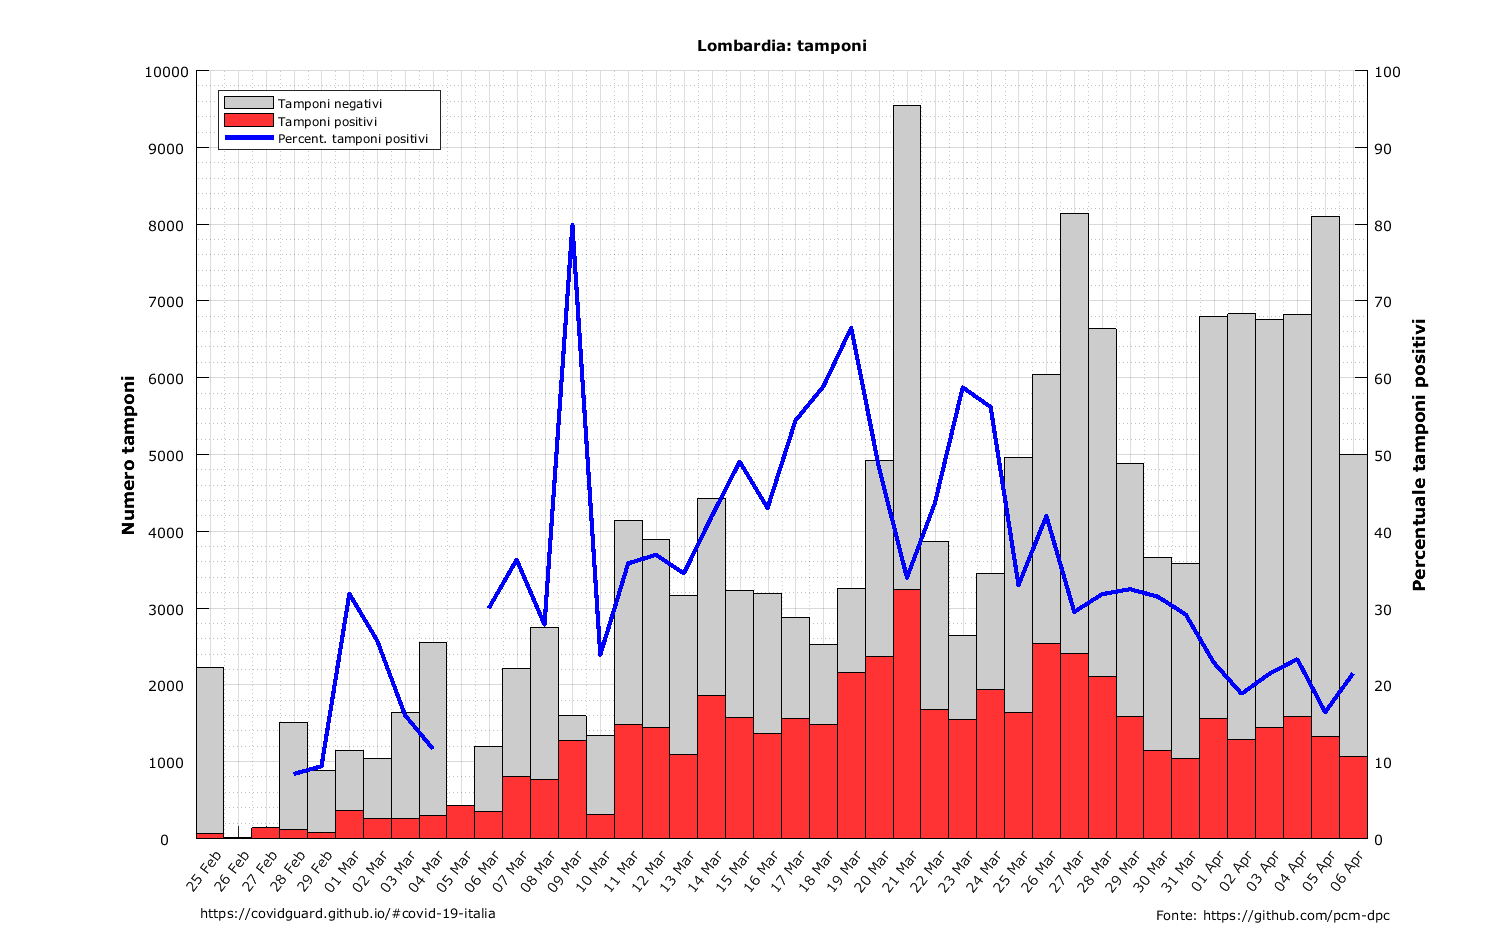 Lombardia: tamponi
Tamponi negativi
Tamponi positivi
Percent. tamponi positivi
Numero tamponi
10000
9000
8000
7000
6000
5000
4000
3000
2000
1000
0
Percentuale tamponi positivi
100
90
80
70
60
50
40
30
20
10
0
25 Feb
26 Feb
27 Feb
28 Feb
29 Feb
01 Mar
02 Mar
03 Mar
04 Mar
05 Mar
06 Mar
07 Mar
08 Mar
09 Mar
10 Mar
11 Mar
12 Mar
13 Mar
14 Mar
15 Mar
16 Mar
17 Mar
18 Mar
19 Mar
20 Mar
21 Mar
22 Mar
23 Mar
24 Mar
25 Mar
26 Mar
27 Mar
28 Mar
29 Mar
30 Mar
31 Mar
01 Apr
02 Apr
03 Apr
04 Apr
05 Apr
06 Apr
https://covidguard.github.io/#covid-19-italia
Fonte: https://github.com/pcm-dpc